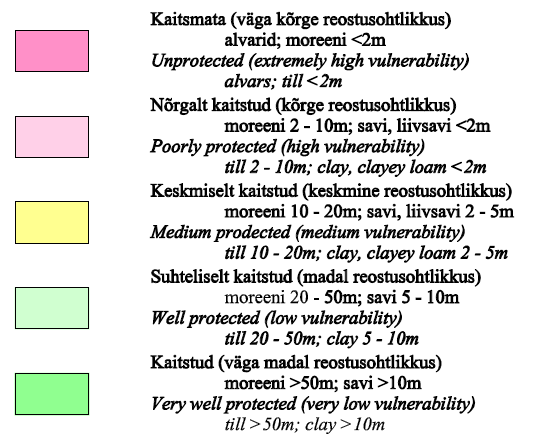 Kaitsmata (väga kõrge reostusohtlikkus)
alvarid; moreeni <2m
Unprotected (extremely high vulnerability)
alvars; till <2m
Nõrgalt kaitstud (kõrge reostusohtlikkus)
moreeni 2 - 10m; savi, liivsavi <2m
Poorly protected (high vulnerability)
till 2 - 10m; clay, clayey loam <2m
Keskmiselt kaitstud (keskmine reostusohtlikkus)
moreeni 10 - 20m; savi, liivsavi 2 - 5m
Medium prodected (medium vulnerability)
till 10 - 20m; clay, clayey loam 2 - 5m
Suhteliselt kaitstud (madal reostusohtlikkus)
moreeni 20 - 50m; savi 5 - 10m
Well protected (low vulnerability)
till 20 - 50m; clay 5 - 10m
Kaitstud (väga madal reostusohtlikkus)
moreeni >50m; savi >10m
Very well protected (very low vulnerability)
till >50m; clay >10m